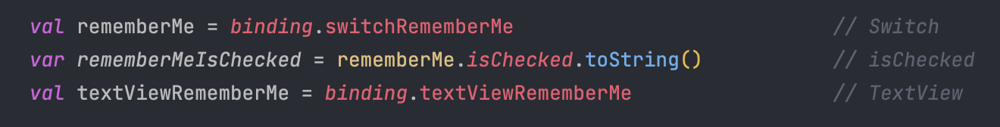 val rememberMe = binding.switchRememberMe // Switch
var rememberMeIsChecked = rememberMe.isChecked.toString() // isChecked
val textViewRememberMe = binding.textViewRememberMe // TextView